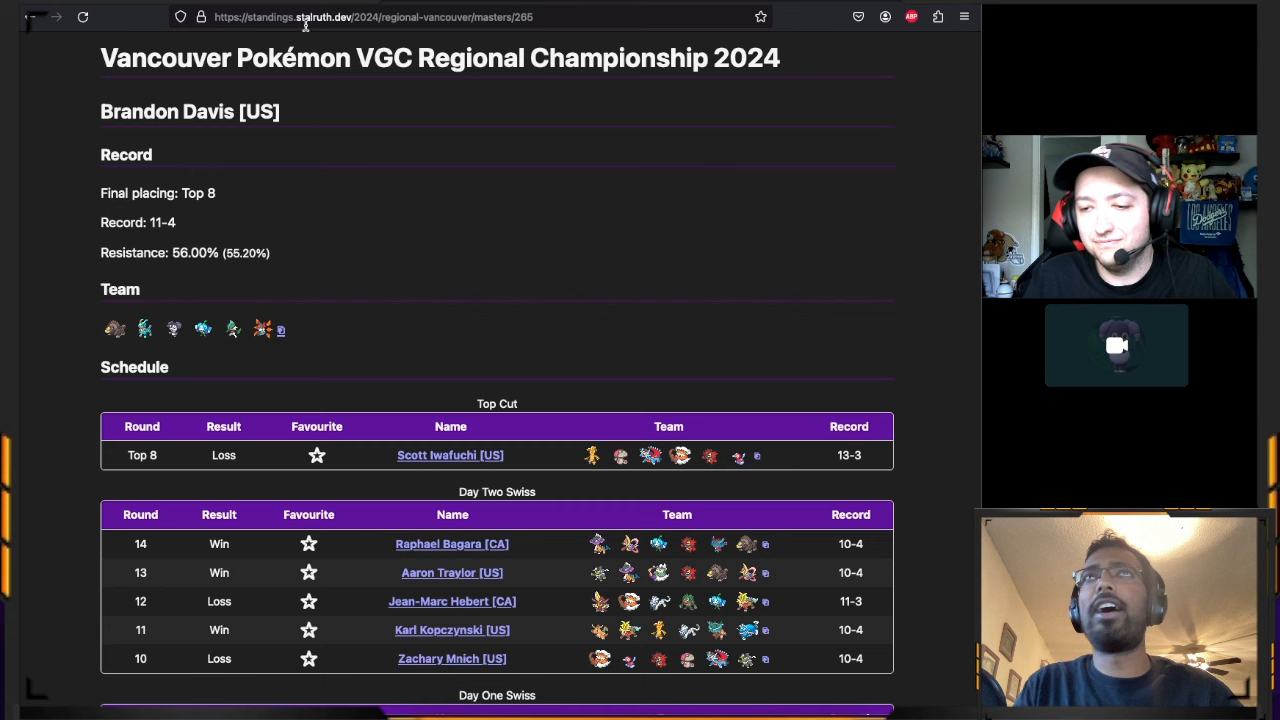 https://standings.stalruth.dev/2024/regional-vancouver/masters/265
ABP
Vancouver Pokémon VGC Regional Championship 2024
Brandon Davis [US]
Record
Final placing: Top 8
Record: 11-4
Resistance: 56.00% (55.20%)
Team
Schedule
Top Cut
Round Result Favourite Name Team Record
Top 8 Loss Scott Iwafuchi [US] 13-3
Day Two Swiss
Round Result Favourite Name Team Record
14 Win Raphael Bagara [CA] 10-4
13 Win Aaron Traylor [US] 10-4
12 Loss Jean-Marc Hebert [CA] 11-3
11 Win Karl Kopczynski [US] 10-4
10 Loss Zachary Mnich [US] 10-4
Day One Swiss
LOS ANGELES
Dodgers